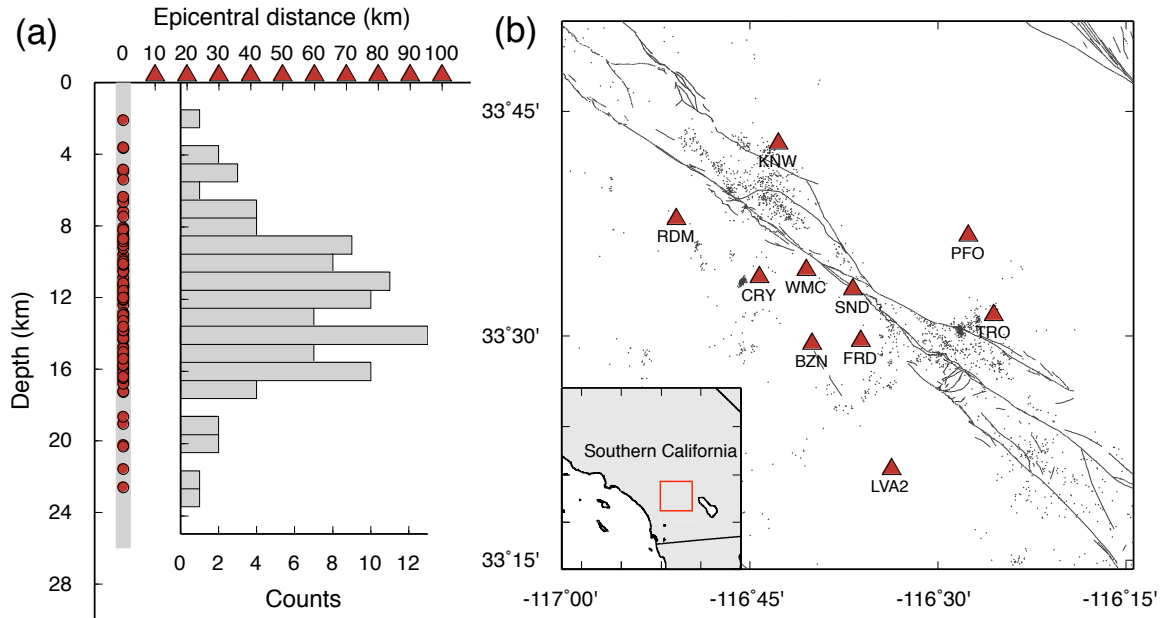 (a)
Epicentral distance (km)
0 10 20 30 40 50 60 70 80 90 100
0
4
8
12
16
20
24
28
Depth (km)
0 2 4 6 8 10 12
Counts
(b)
33˚45'
33˚30'
33˚15'
KNW
RDM
PFO
CRY
WMC
SND
TRO
BZN
FRD
LVA2
Southern California
-117˚00'
-116˚45'
-116˚30'
-116˚15'